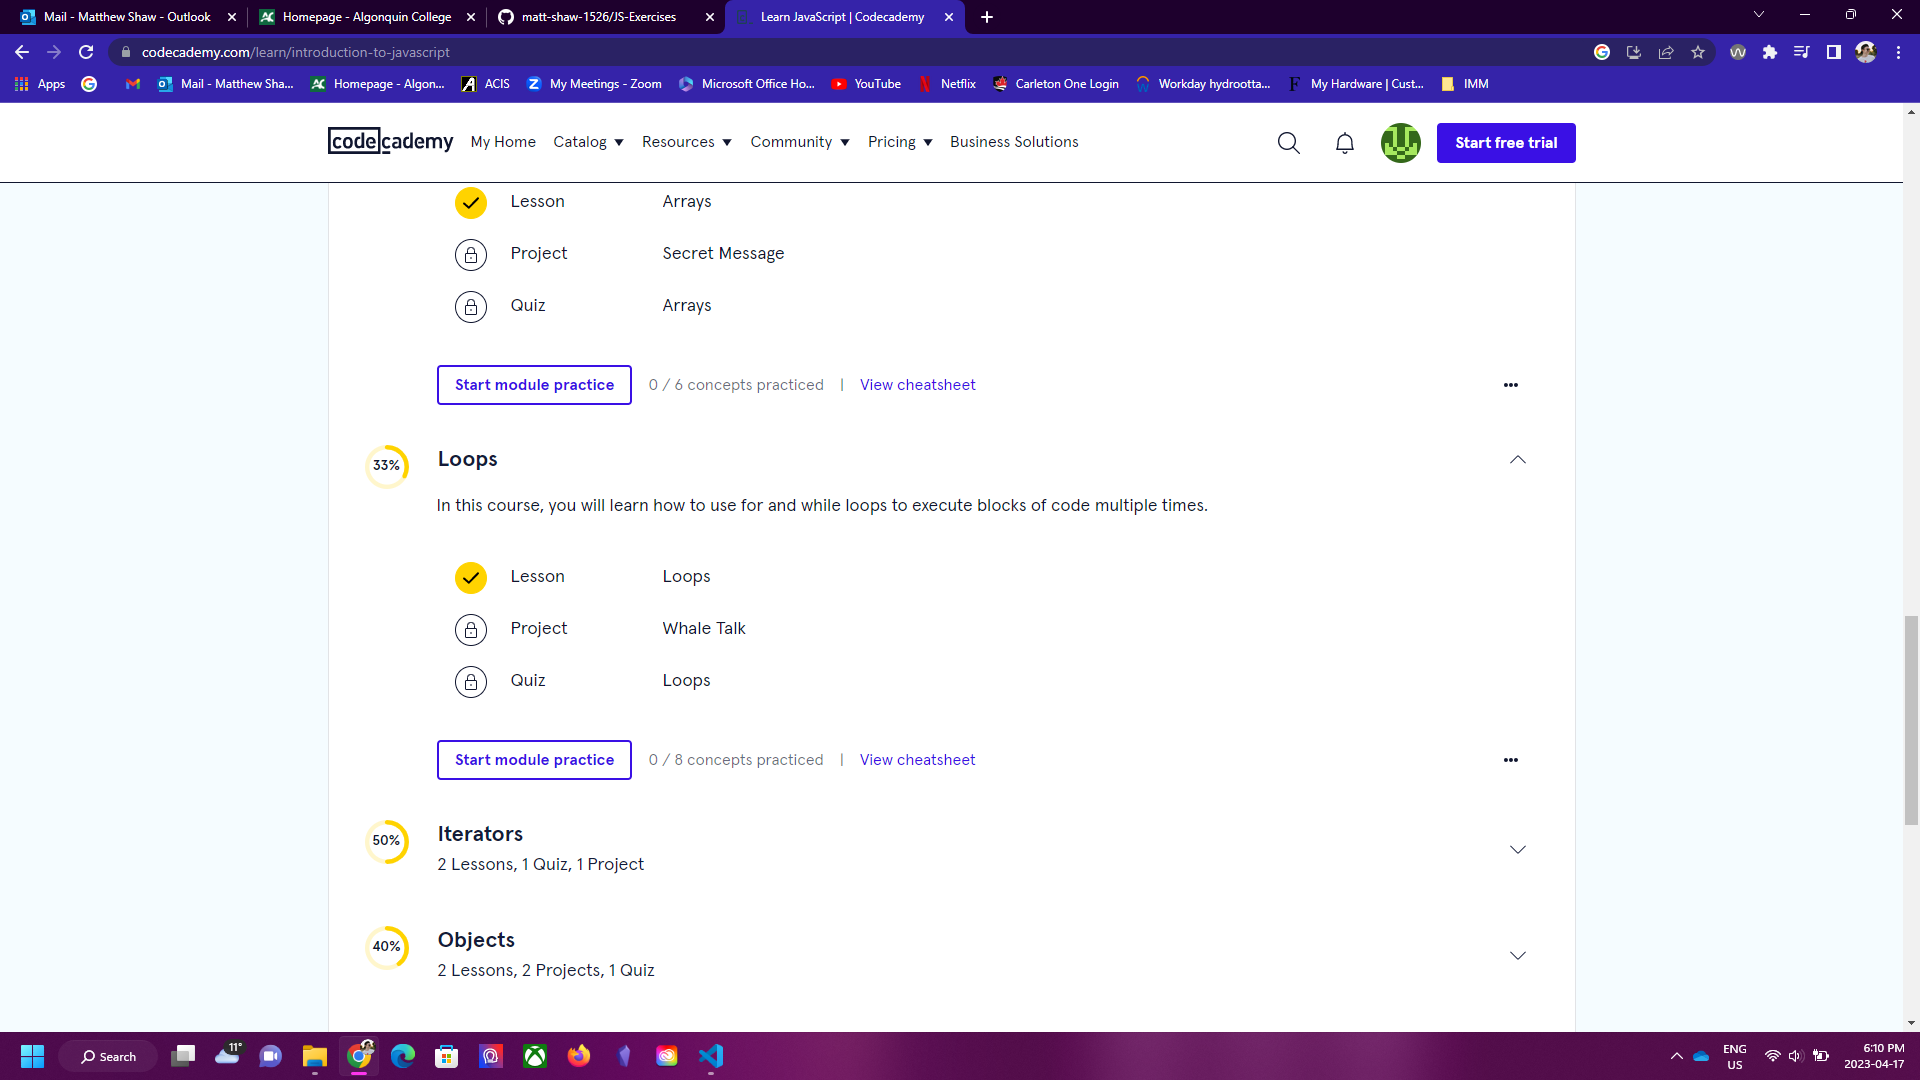 Mail - Matthew Shaw - Outlook
Homepage - Algonquin College
matt-shaw-1526/JS-Exercises
Learn JavaScript | Codecademy
codecademy.com/learn/introduction-to-javascript
Apps
Mail - Matthew Sha...
Homepage - Algon...
ACIS
My Meetings - Zoom
Microsoft Office Ho...
YouTube
Netflix
Carleton One Login
Workday hydrootta...
My Hardware | Cust...
IMM
codecademy
My Home
Catalog
Resources
Community
Pricing
Business Solutions
Start free trial
Lesson Arrays
Project Secret Message
Quiz Arrays
Start module practice 0 / 6 concepts practiced | View cheatsheet
33% Loops
In this course, you will learn how to use for and while loops to execute blocks of code multiple times.
Lesson Loops
Project Whale Talk
Quiz Loops
Start module practice 0 / 8 concepts practiced | View cheatsheet
50% Iterators
2 Lessons, 1 Quiz, 1 Project
40% Objects
2 Lessons, 2 Projects, 1 Quiz
Search
11°
ENG
US
6:10 PM
2023-04-17